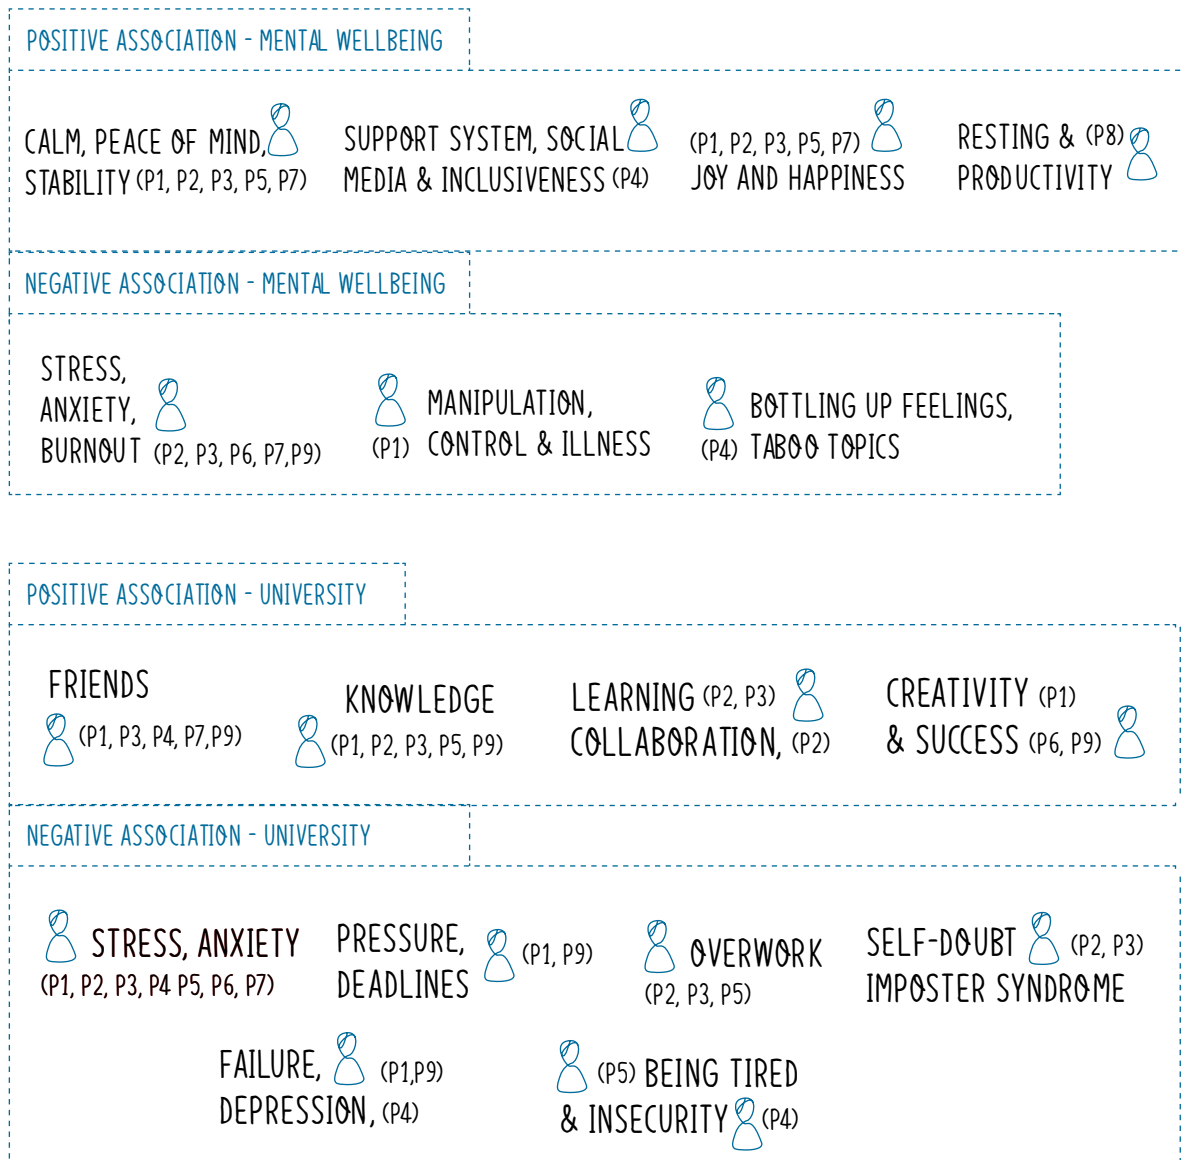 POSITIVE ASSOCIATION - MENTAL WELLBEING
CALM, PEACE OF MIND,
STABILITY (P1, P2, P3, P5, P7)
SUPPORT SYSTEM, SOCIAL
MEDIA & INCLUSIVENESS (P4)
(P1, P2, P3, P5, P7)
JOY AND HAPPINESS
RESTING & (P8)
PRODUCTIVITY
NEGATIVE ASSOCIATION - MENTAL WELLBEING
STRESS,
ANXIETY,
BURNOUT (P2, P3, P6, P7,P9)
MANIPULATION,
(P1) CONTROL & ILLNESS
BOTTLING UP FEELINGS,
(P4) TABOO TOPICS
POSITIVE ASSOCIATION - UNIVERSITY
FRIENDS
(P1, P3, P4, P7,P9)
KNOWLEDGE
(P1, P2, P3, P5, P9)
LEARNING (P2, P3)
COLLABORATION, (P2)
CREATIVITY (P1)
& SUCCESS (P6, P9)
NEGATIVE ASSOCIATION - UNIVERSITY
STRESS, ANXIETY
(P1, P2, P3, P4 P5, P6, P7)
PRESSURE,
DEADLINES
(P1, P9)
OVERWORK
(P2, P3, P5)
SELF-DOUBT (P2, P3)
IMPOSTER SYNDROME
FAILURE, (P1,P9)
DEPRESSION, (P4)
(P5) BEING TIRED
& INSECURITY (P4)